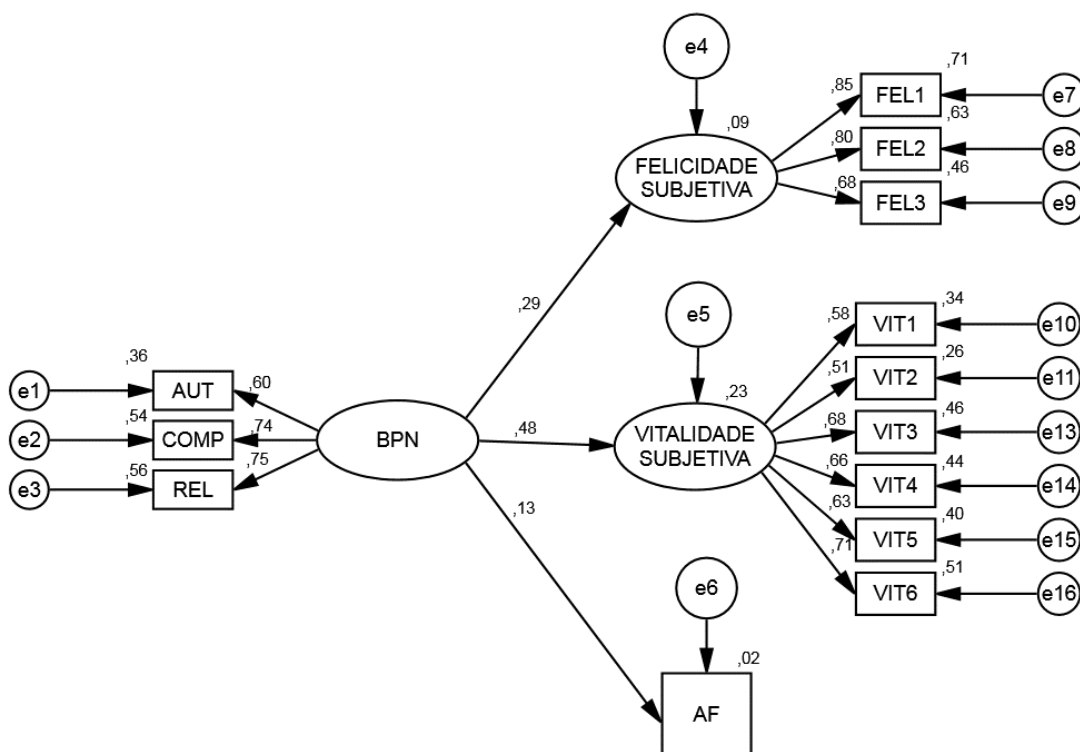 e4
,71
,85
FEL1
e7
,09
,63
,80
FEL2
e8
FELICIDADE
SUBJETIVA
,46
,68
FEL3
e9
,29
e5
,34
,58
VIT1
e10
,26
,51
VIT2
e11
,36
e1
AUT
,60
,23
,46
,68
VIT3
e13
,54
e2
COMP
,74
BPN
,48
VITALIDADE
SUBJETIVA
,44
,66
VIT4
e14
,56
e3
REL
,75
,40
,63
VIT5
e15
,13
,51
,71
VIT6
e16
e6
,02
AF